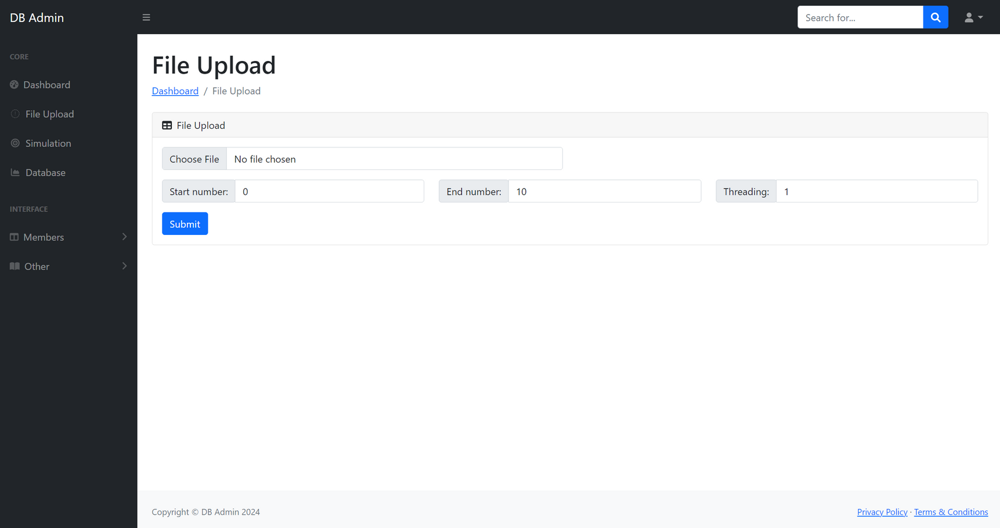 DB Admin
Search for...
CORE
Dashboard
File Upload
Simulation
Database
INTERFACE
Members
Other
File Upload
Dashboard / File Upload
File Upload
Choose File No file chosen
Start number: 0 End number: 10 Threading: 1
Submit
Copyright © DB Admin 2024
Privacy Policy · Terms & Conditions